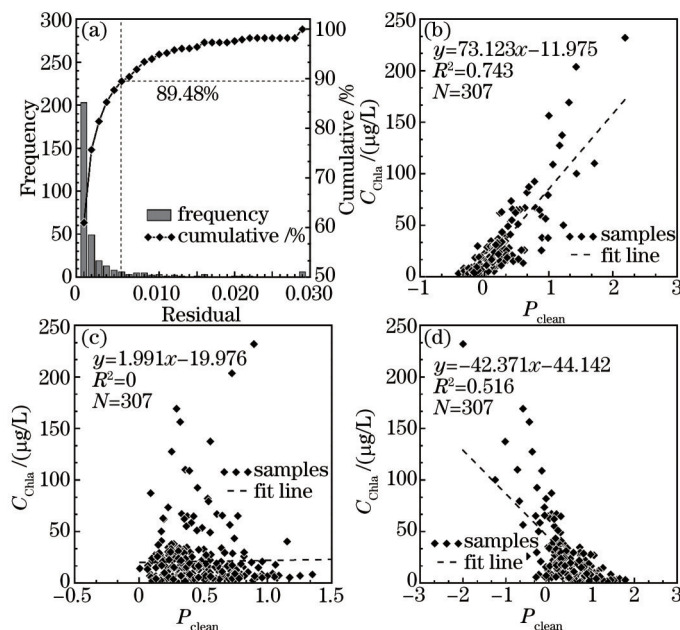 (a)
300
250
200
150
100
50
0
Frequency
100
90
80
70
60
50
Cumulative /%
89.48%
frequency
cumulative /%
0.010
0.020
0.030
Residual
(b)
y=73.123x−11.975
R²=0.743
N=307
250
200
150
100
50
0
C_Chla /(μg/L)
samples
fit line
−1
0
1
2
3
P_clean
(c)
y=1.991x−19.976
R²=0
N=307
250
200
150
100
50
0
C_Chla /(μg/L)
samples
fit line
−0.5
0
0.5
1.0
1.5
P_clean
(d)
y=−42.371x−44.142
R²=0.516
N=307
250
200
150
100
50
0
C_Chla /(μg/L)
samples
fit line
−3
−2
−1
0
1
2
3
P_clean